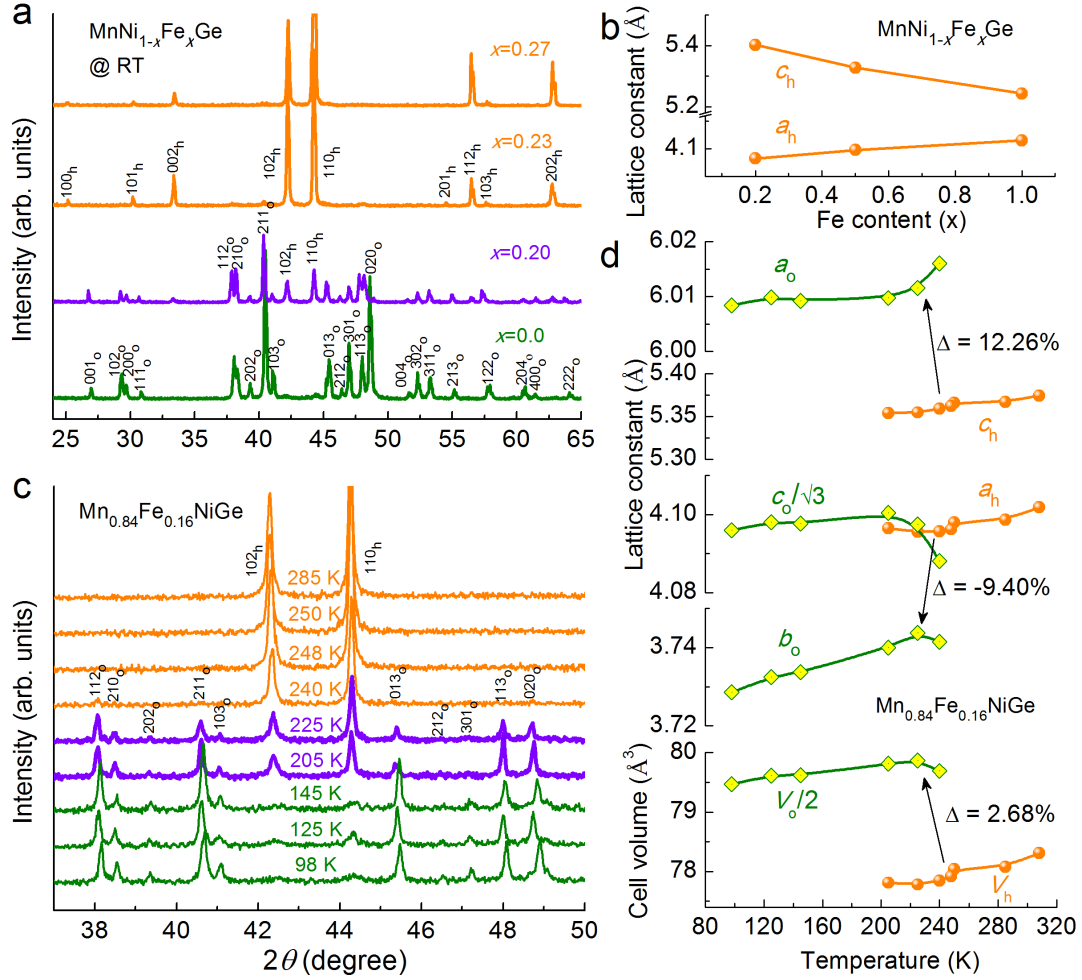 a
MnNi1-xFexGe
@ RT
x=0.27
x=0.23
x=0.20
x=0.0
100h
101h
002h
102h
110h
201h
112h
103h
202h
112o
210o
211o
102h
110h
020o
001o
102o
200o
111o
202o
103o
013o
212o
301o
113o
004o
302o
311o
213o
122o
204o
400o
222o
Intensity (arb. units)
25 30 35 40 45 50 55 60 65
b
MnNi1-xFexGe
ch
ah
Lattice constant (Å)
5.4
5.2
4.1
0.2 0.4 0.6 0.8 1.0
Fe content (x)
c
Mn0.84Fe0.16NiGe
102h
110h
285 K
250 K
248 K
240 K
225 K
205 K
145 K
125 K
98 K
112o
210o
202o
211o
103o
013o
212o
301o
113o
020o
Intensity (arb. units)
38 40 42 44 46 48 50
2θ (degree)
d
6.02
6.01
6.00
5.35
5.30
4.10
4.08
3.74
3.72
80
79
78
Lattice constant (Å)
Cell volume (Å3)
ao
Δ = 12.26%
ch
co/√3
ah
Δ = -9.40%
bo
Mn0.84Fe0.16NiGe
Vo/2
Δ = 2.68%
Vh
80 120 160 200 240 280 320
Temperature (K)